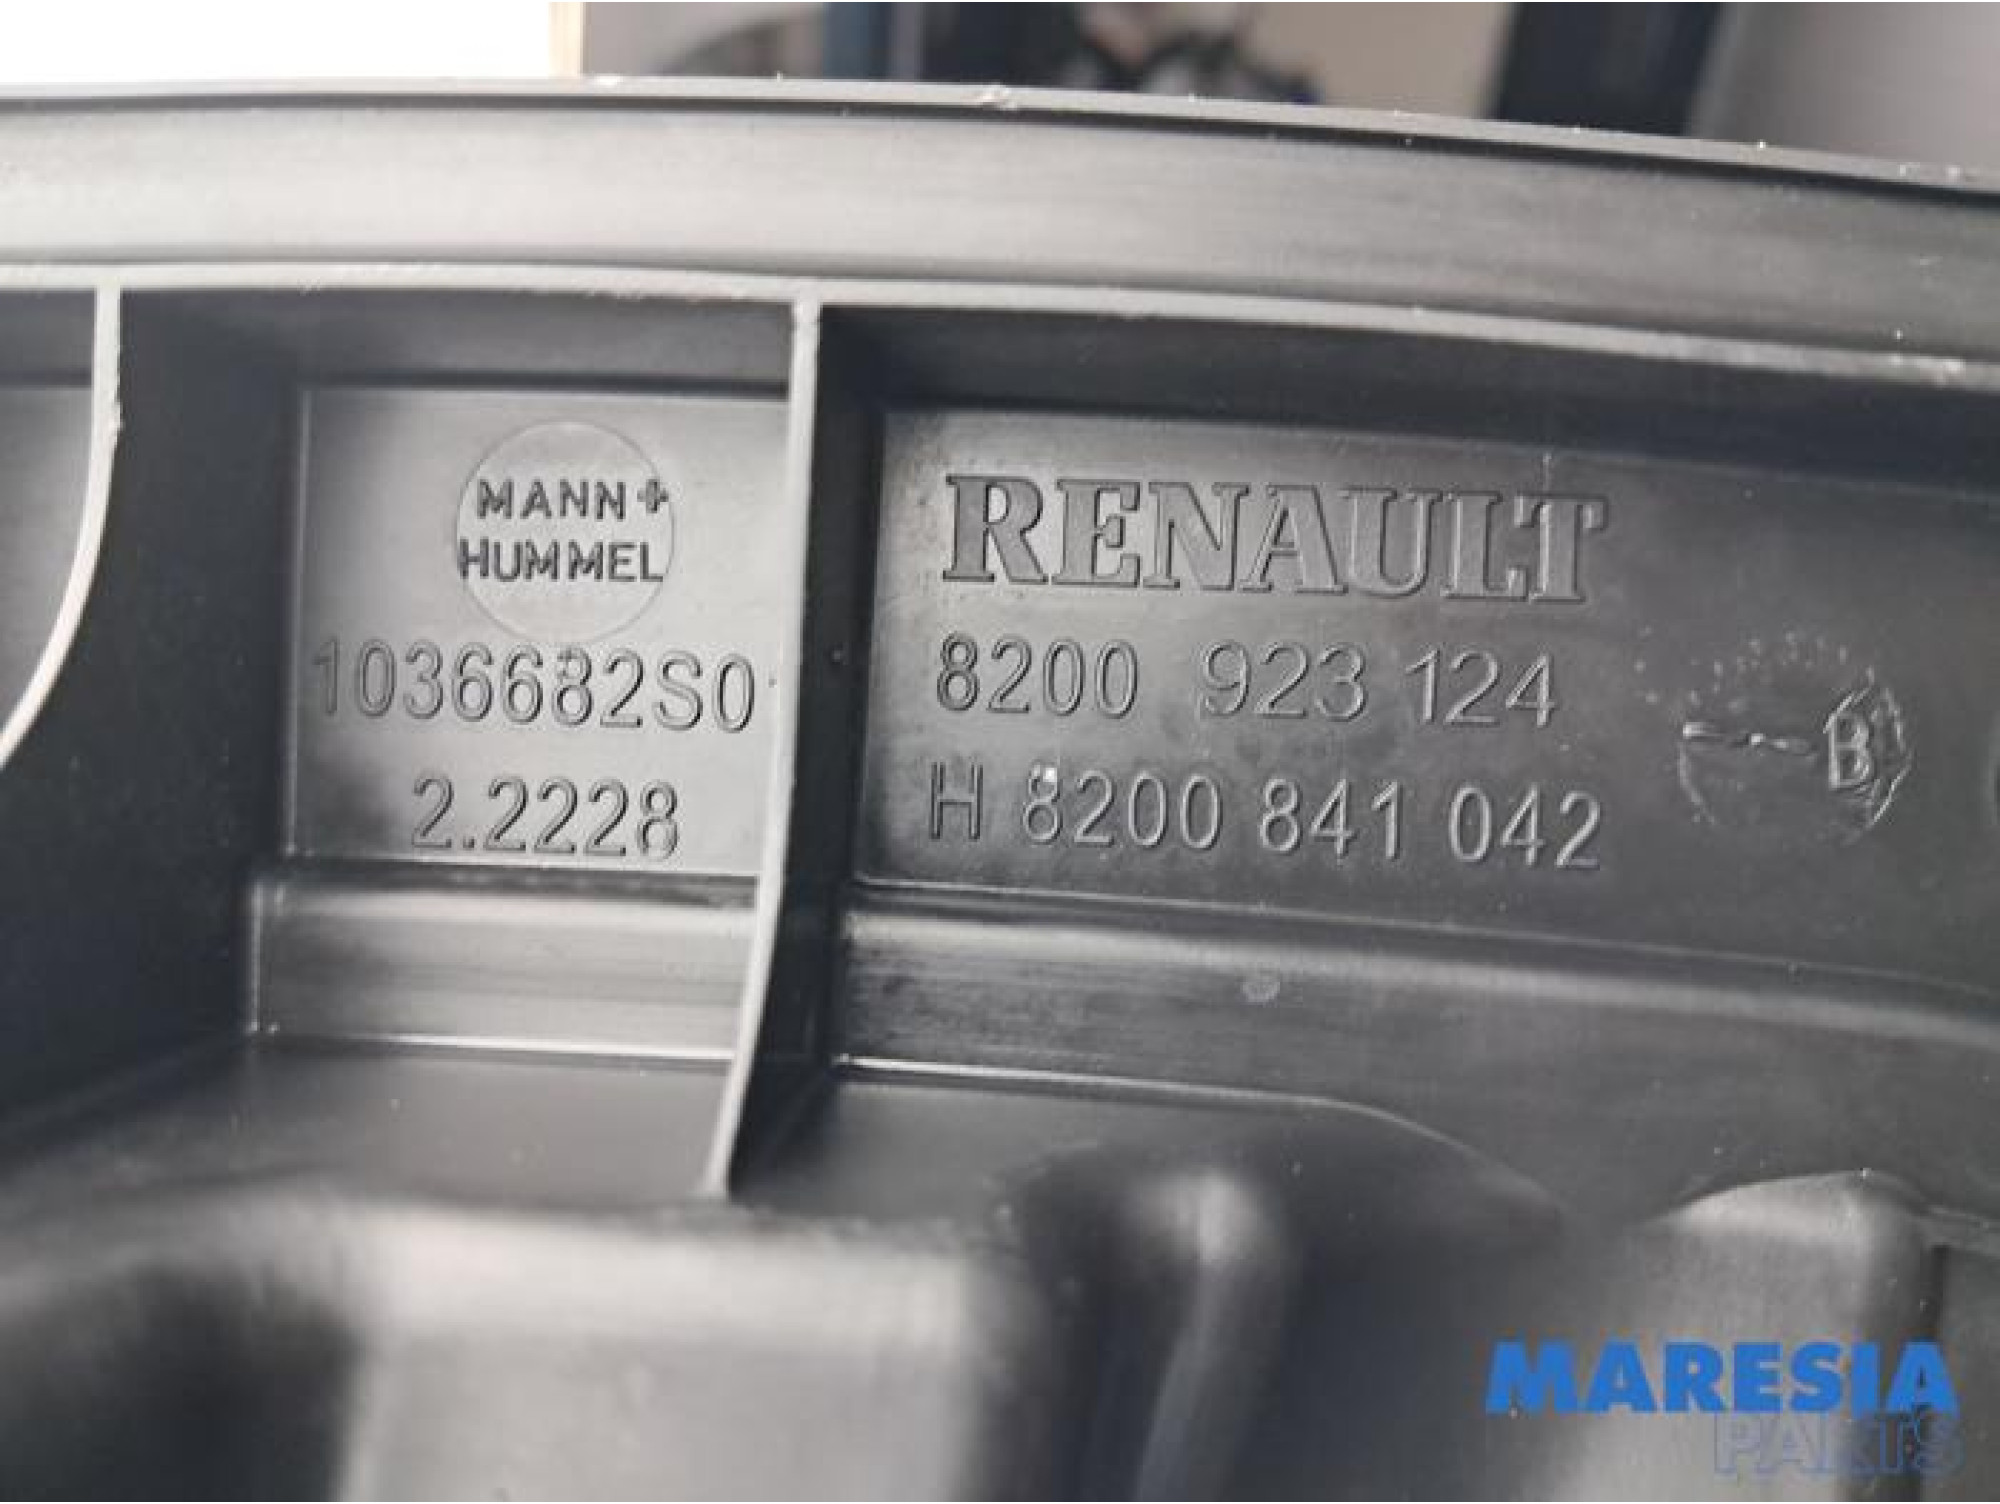 MANN+
HUMMEL
1036682S0
2.2228
RENAULT
8200 923 124
H 8200 841 042
B
MARESIA
PARTS